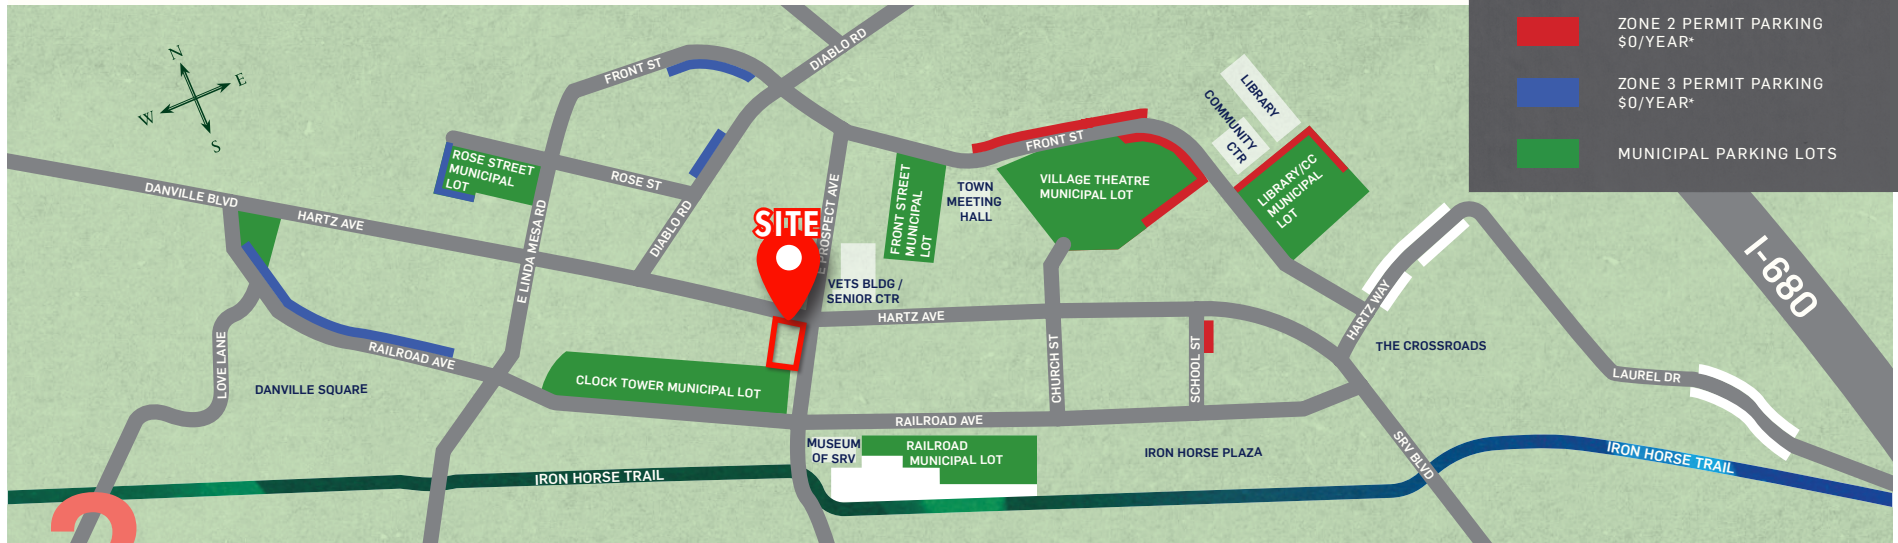 ZONE 2 PERMIT PARKING
$0/YEAR*
ZONE 3 PERMIT PARKING
$0/YEAR*
MUNICIPAL PARKING LOTS
N
E
W
S
DIABLO RD
FRONT ST
LIBRARY
COMMUNITY
CTR
FRONT ST
ROSE STREET
MUNICIPAL
LOT
ROSE ST
DANVILLE BLVD
HARTZ AVE
E LINDA MESA RD
DIABLO RD
SITE
E PROSPECT AVE
FRONT STREET
MUNICIPAL
LOT
TOWN
MEETING
HALL
VILLAGE THEATRE
MUNICIPAL LOT
LIBRARY/CC
MUNICIPAL
LOT
I-680
VETS BLDG /
SENIOR CTR
HARTZ AVE
HARTZ WAY
THE CROSSROADS
LOVE LANE
RAILROAD AVE
DANVILLE SQUARE
CLOCK TOWER MUNICIPAL LOT
CHURCH ST
SCHOOL ST
LAUREL DR
RAILROAD AVE
MUSEUM
OF SRV
RAILROAD
MUNICIPAL LOT
IRON HORSE PLAZA
SRV BLVD
IRON HORSE TRAIL
IRON HORSE TRAIL
2